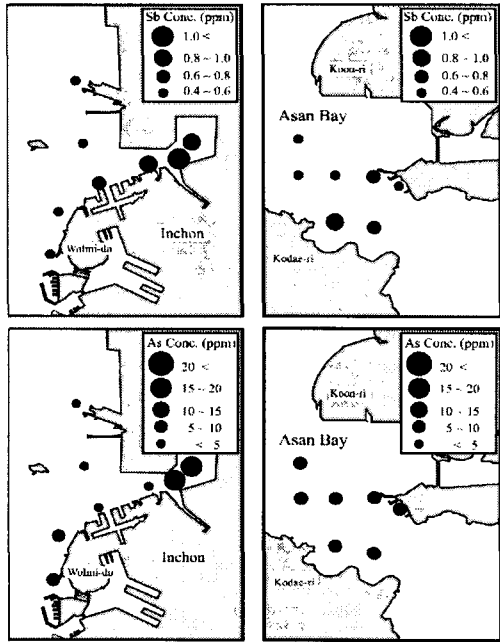 Sb Conc. (ppm)
1.0 <
0.8 ~ 1.0
0.6 ~ 0.8
0.4 ~ 0.6
Wolmi-do
Inchon
Sb Conc. (ppm)
1.0 <
0.8 ~ 1.0
0.6 ~ 0.8
0.4 ~ 0.6
Koon-ri
Asan Bay
Kodae-ri
As Conc. (ppm)
20 <
15 ~ 20
10 ~ 15
5 ~ 10
< 5
Wolmi-do
Inchon
As Conc. (ppm)
20 <
15 ~ 20
10 ~ 15
5 ~ 10
< 5
Koon-ri
Asan Bay
Kodae-ri